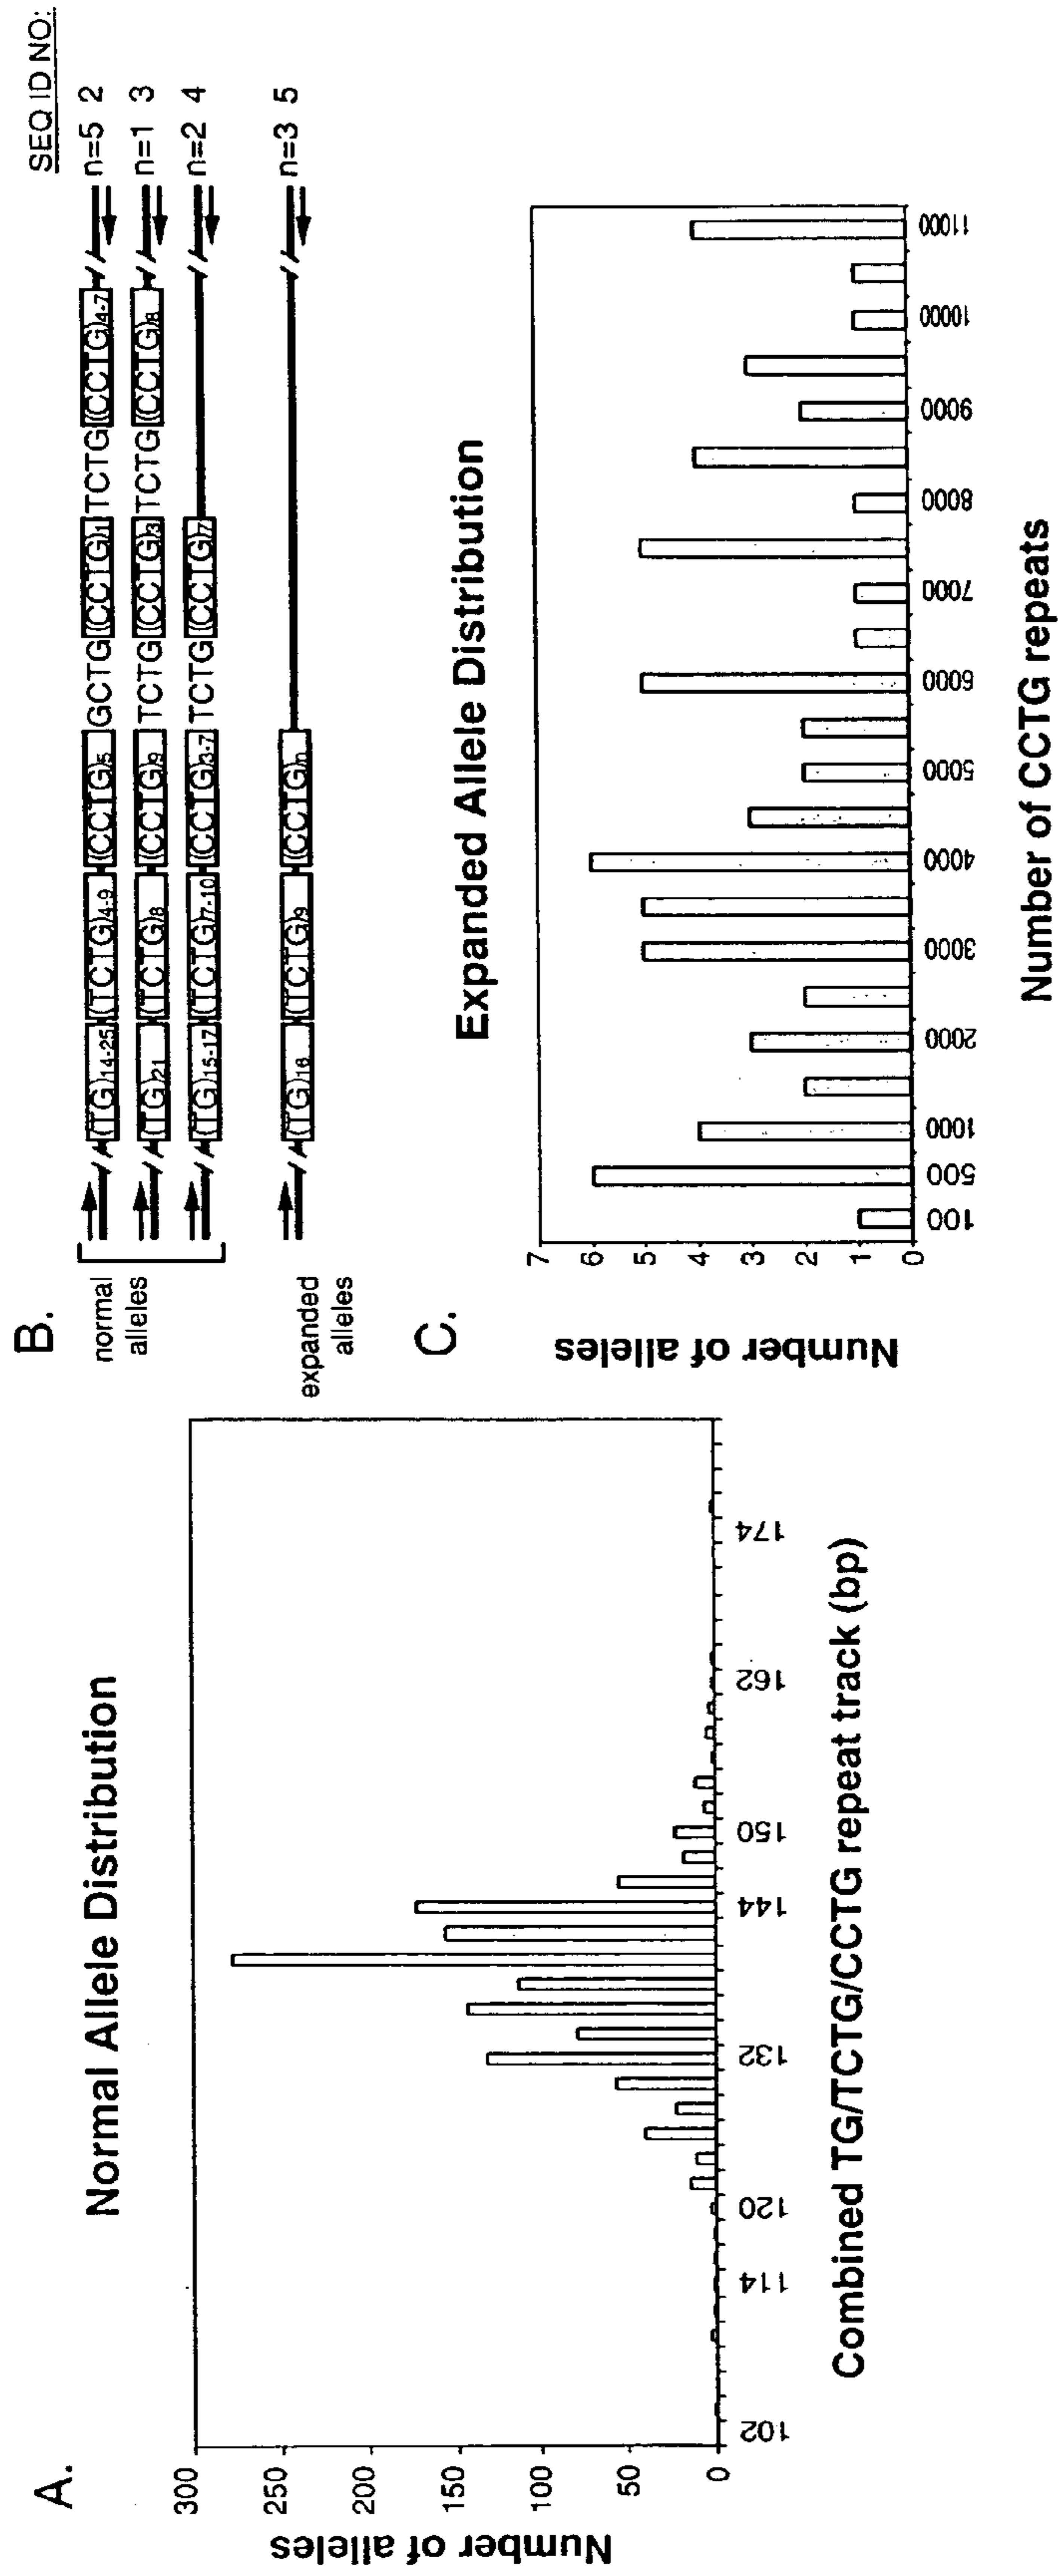 A.
Normal Allele Distribution
Number of alleles
300
250
200
150
100
50
0
102
114
120
132
144
150
162
174
Combined TG/TCTG/CCTG repeat track (bp)
B.
SEQ ID NO:
normal
alleles
(TG)14-25 (TCTG)4-9 (CCTG)5 GCTG (CCTG)1 TCTG (CCTG)4-7 n=5 2
(TG)21 (TCTG)8 (CCTG)9 TCTG (CCTG)3 TCTG (CCTG)8 n=1 3
(TG)15-17 (TCTG)7-10 (CCTG)3-7 TCTG (CCTG)7 n=2 4
expanded
alleles
(TG)16 (TCTG)9 (CCTG)n n=3 5
C.
Expanded Allele Distribution
Number of alleles
7
6
5
4
3
2
1
0
100
500
1000
2000
3000
4000
5000
6000
7000
8000
9000
10000
11000
Number of CCTG repeats